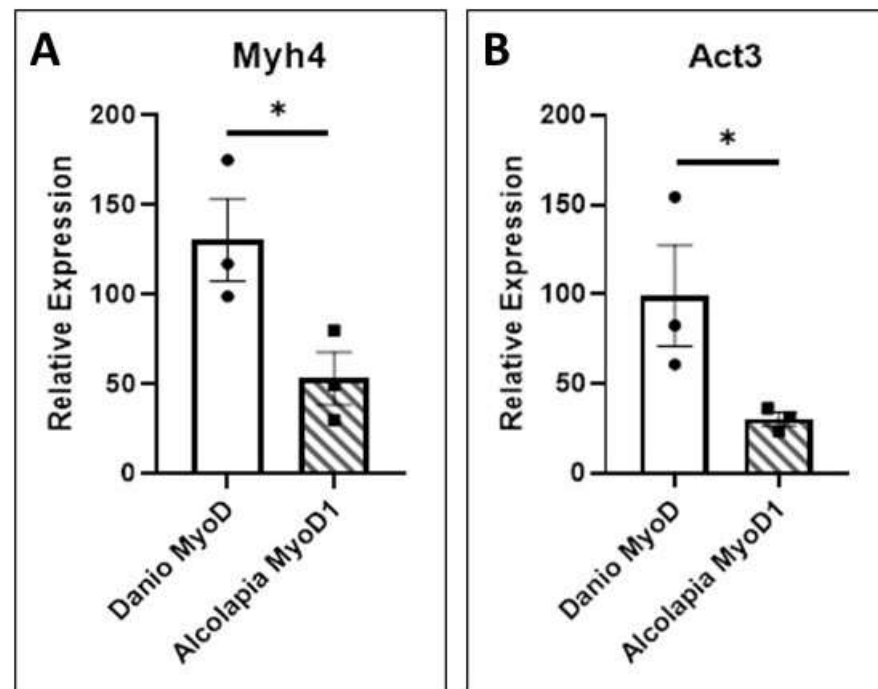 A
Myh4
*
200
150
100
50
0
Relative Expression
Danio MyoD
Alcolapia MyoD1
B
Act3
*
200
150
100
50
0
Relative Expression
Danio MyoD
Alcolapia MyoD1